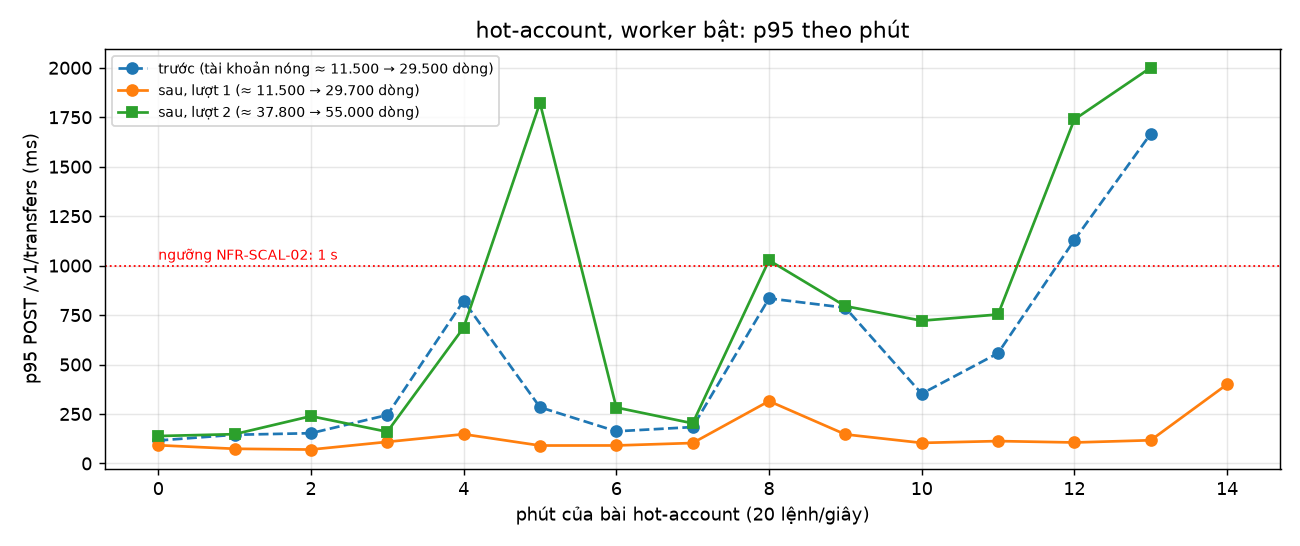 hot-account, worker bật: p95 theo phút
p95 POST /v1/transfers (ms)
2000
1750
1500
1250
1000
750
500
250
0
trước (tài khoản nóng ≈ 11.500 → 29.500 dòng)
sau, lượt 1 (≈ 11.500 → 29.700 dòng)
sau, lượt 2 (≈ 37.800 → 55.000 dòng)
ngưỡng NFR-SCAL-02: 1 s
0 2 4 6 8 10 12 14
phút của bài hot-account (20 lệnh/giây)